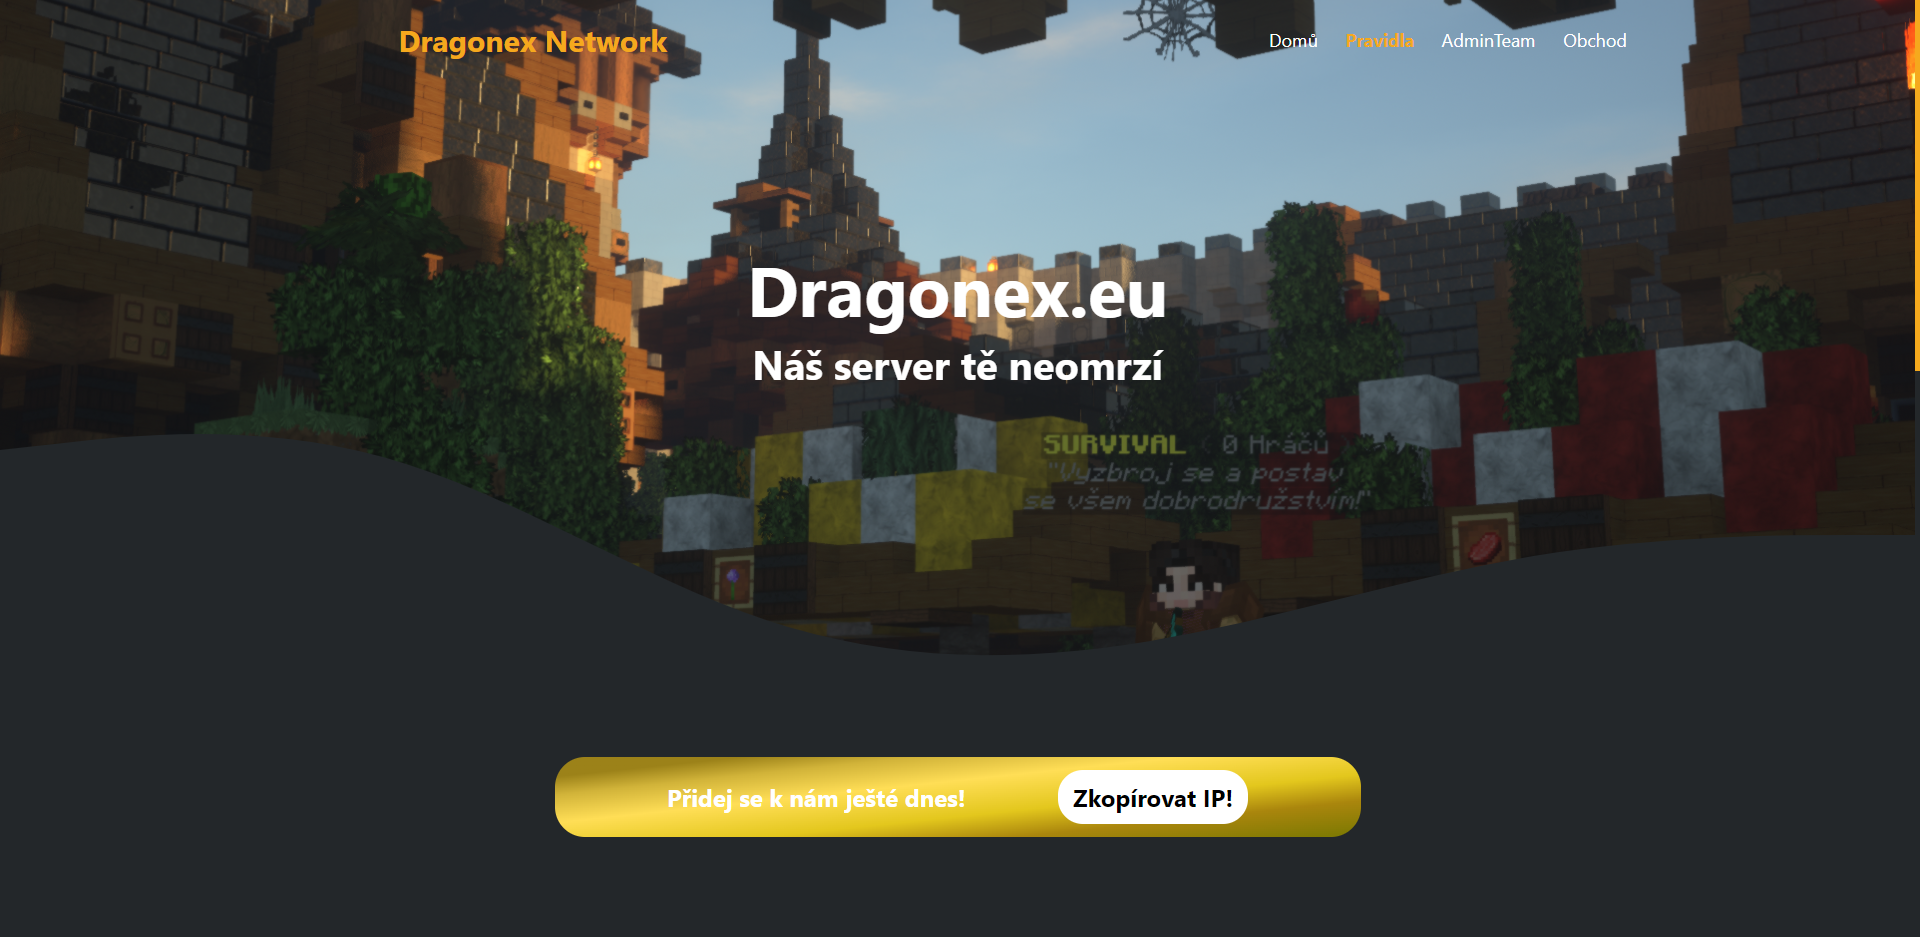 Dragonex Network
Domů Pravidla AdminTeam Obchod
Dragonex.eu
Náš server tě neomrzí
SURVIVAL 0 Hráčů
"Vyzbroj se a postav
se všem dobrodružstvím!"
Přidej se k nám ješté dnes!
Zkopírovat IP!